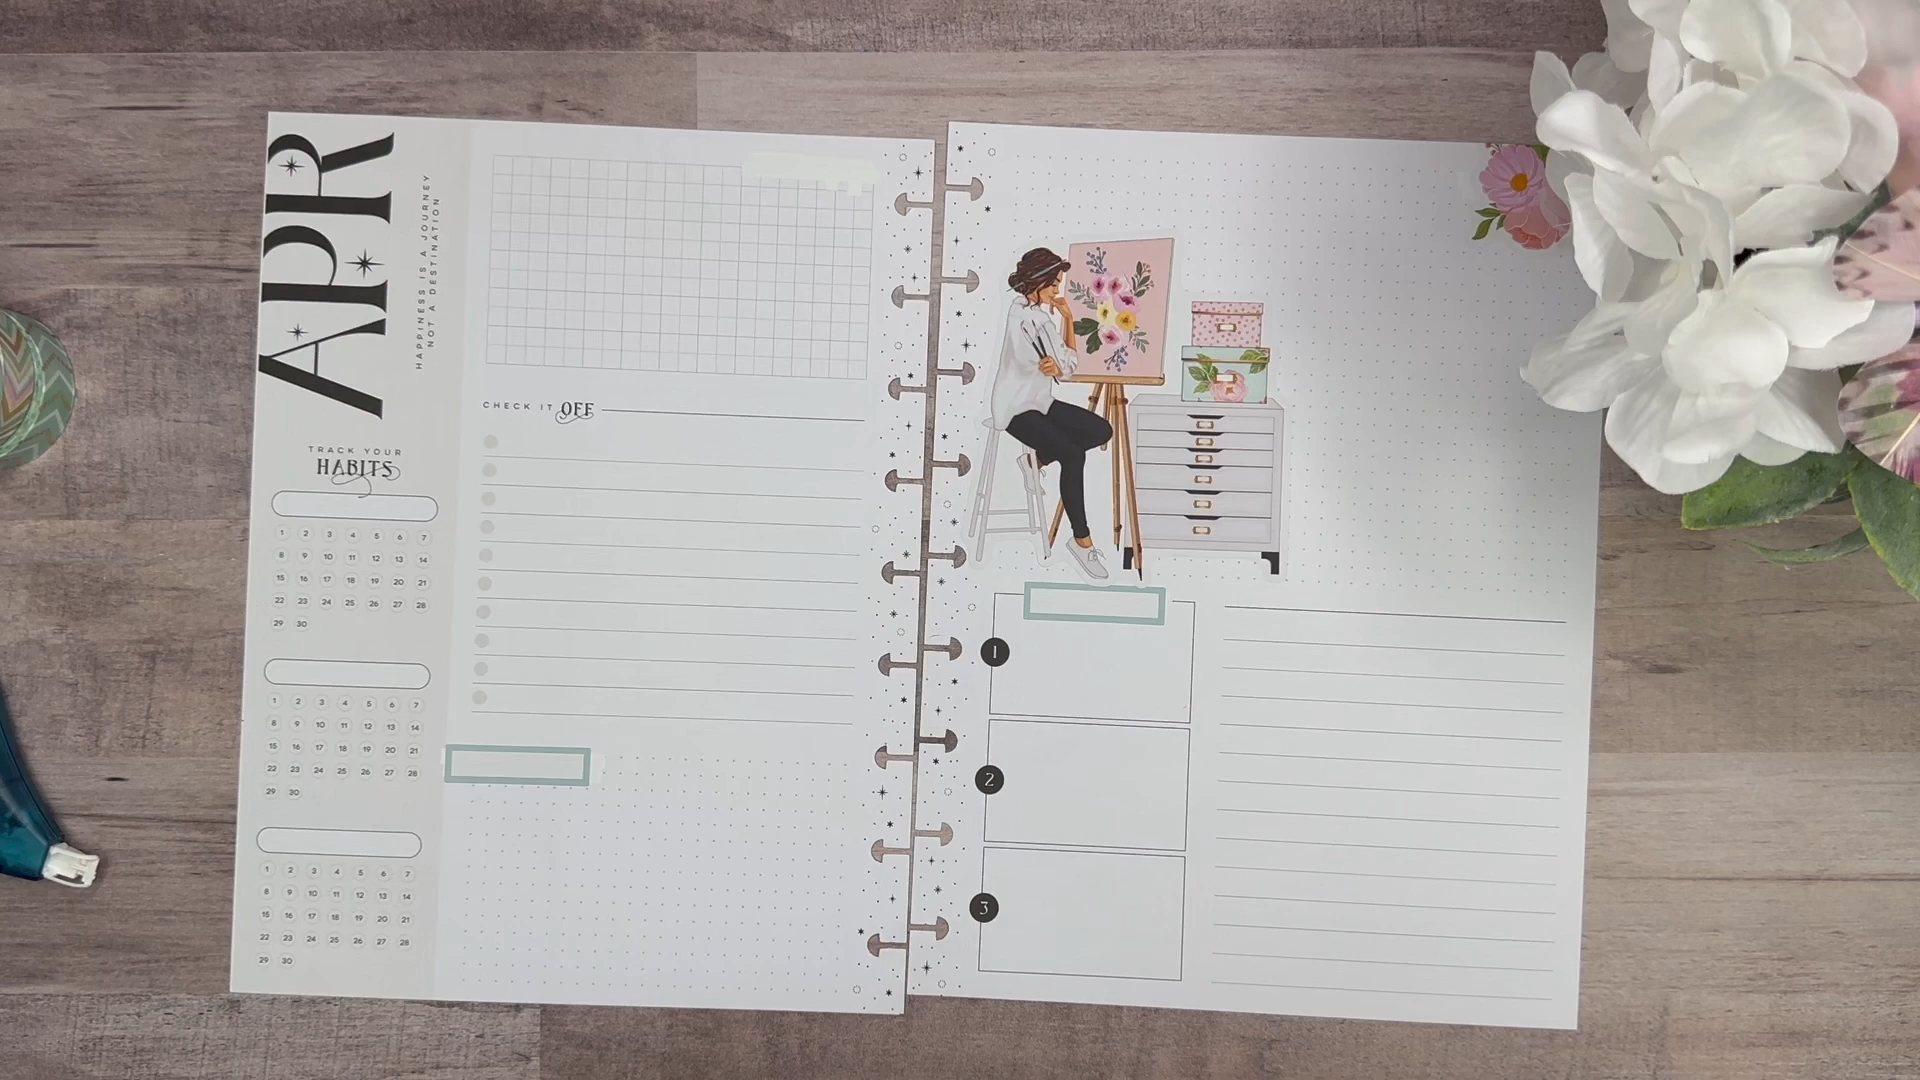 APR
HAPPINESS IS A JOURNEY
NOT A DESTINATION
TRACK YOUR
HABITS
1 2 3 4 5 6 7
8 9 10 11 12 13 14
15 16 17 18 19 20 21
22 23 24 25 26 27 28
29 30
1 2 3 4 5 6 7
8 9 10 11 12 13 14
15 16 17 18 19 20 21
22 23 24 25 26 27 28
29 30
1 2 3 4 5 6 7
8 9 10 11 12 13 14
15 16 17 18 19 20 21
22 23 24 25 26 27 28
29 30
CHECK IT OFF
1
2
3